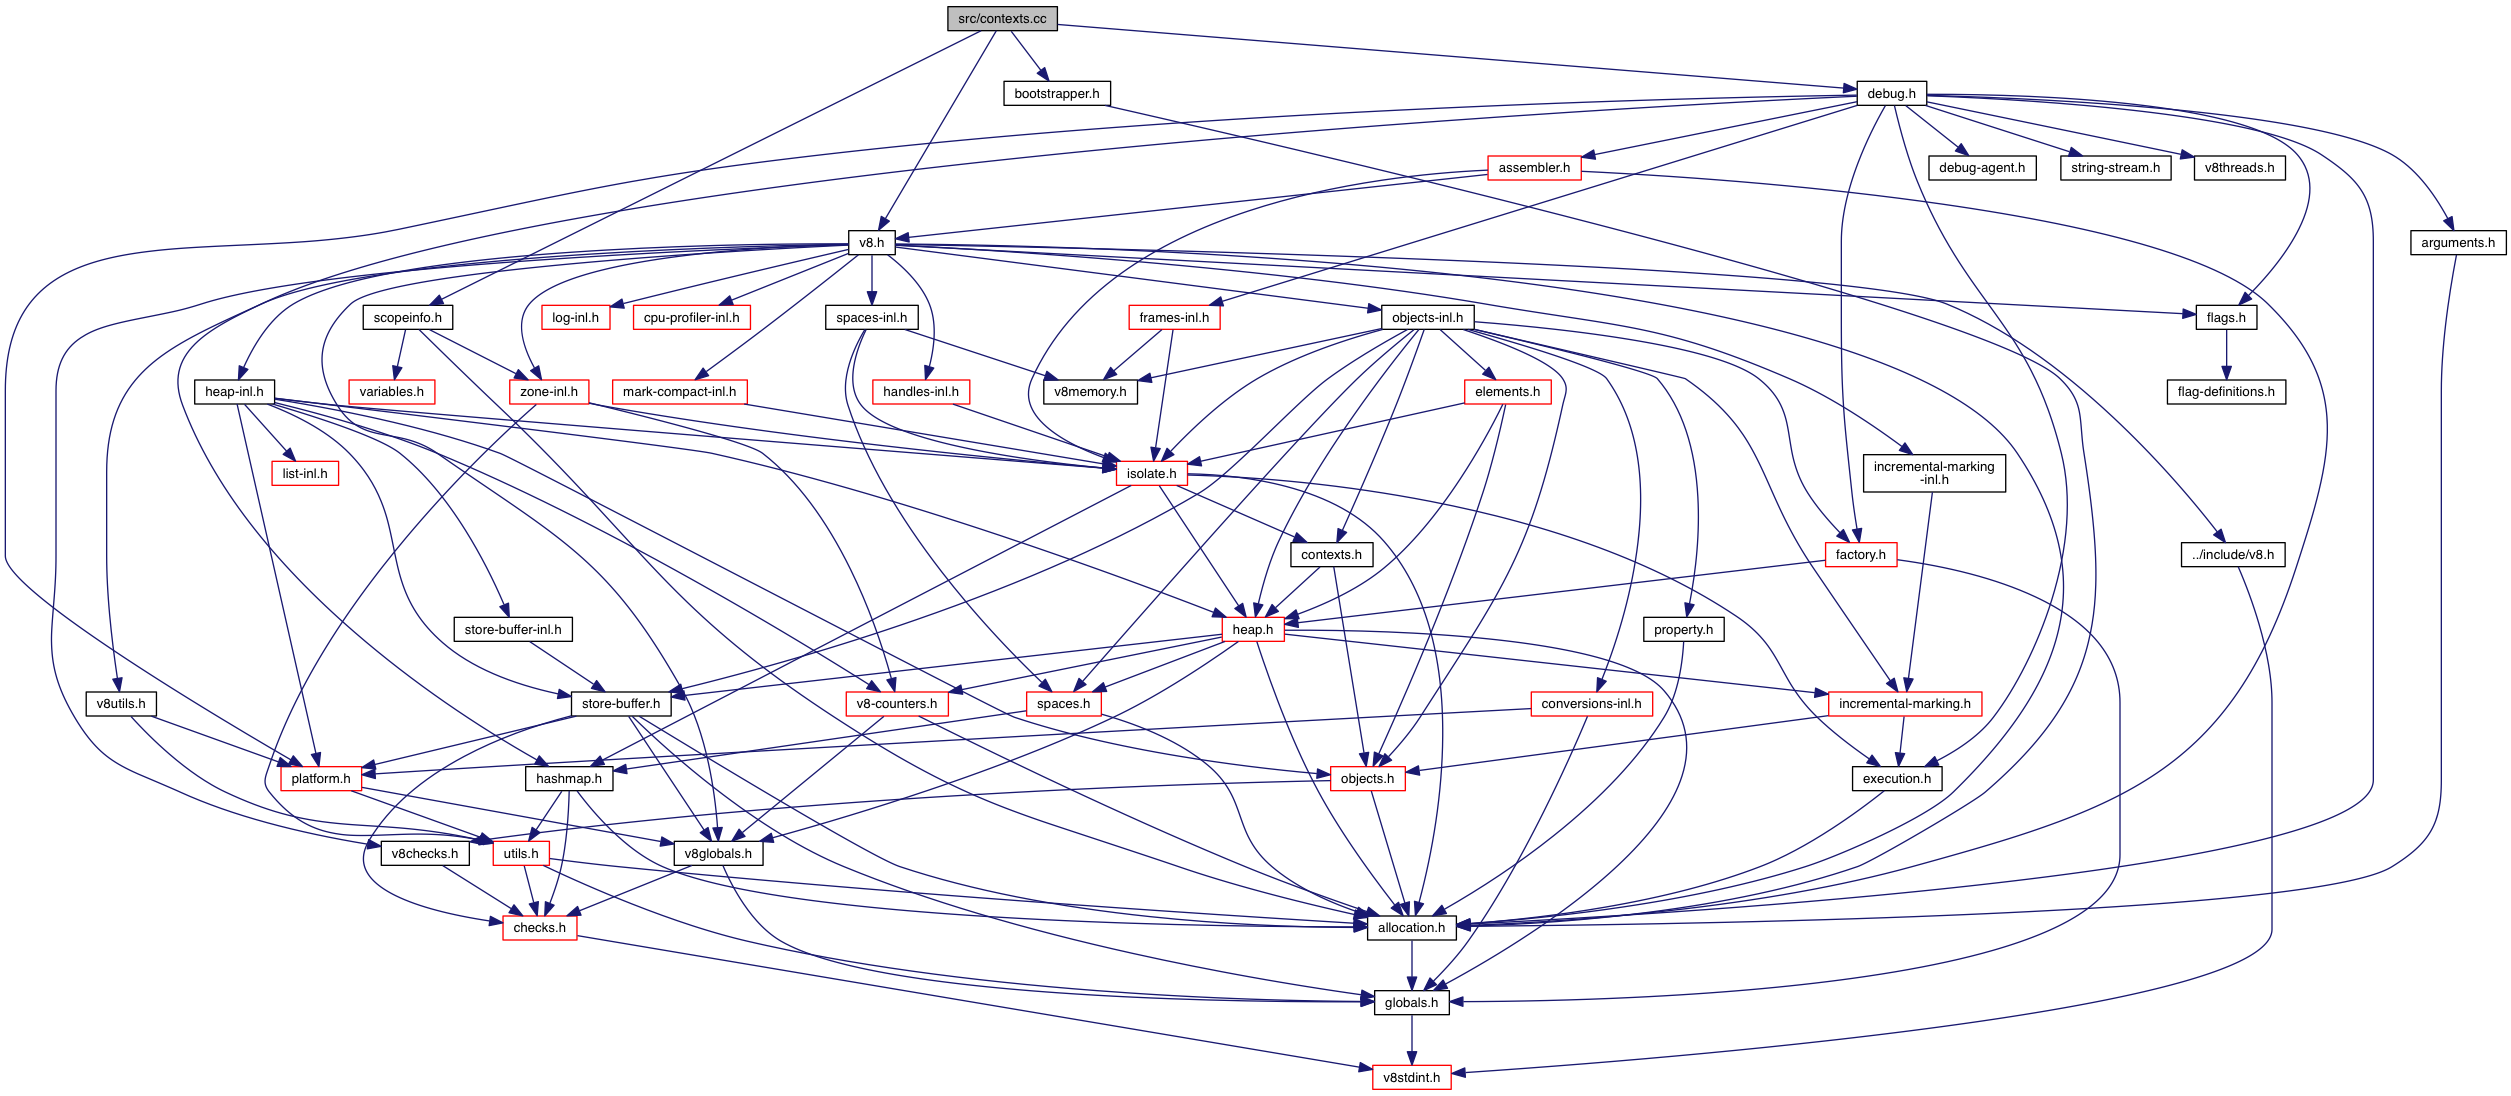 src/contexts.cc
bootstrapper.h
debug.h
assembler.h
debug-agent.h
string-stream.h
v8threads.h
v8.h
arguments.h
scopeinfo.h
log-inl.h
cpu-profiler-inl.h
spaces-inl.h
frames-inl.h
objects-inl.h
flags.h
heap-inl.h
variables.h
zone-inl.h
mark-compact-inl.h
handles-inl.h
v8memory.h
elements.h
flag-definitions.h
list-inl.h
isolate.h
incremental-marking
-inl.h
contexts.h
factory.h
../include/v8.h
store-buffer-inl.h
heap.h
property.h
v8utils.h
store-buffer.h
v8-counters.h
spaces.h
conversions-inl.h
incremental-marking.h
platform.h
hashmap.h
objects.h
execution.h
v8checks.h
utils.h
v8globals.h
checks.h
allocation.h
globals.h
v8stdint.h